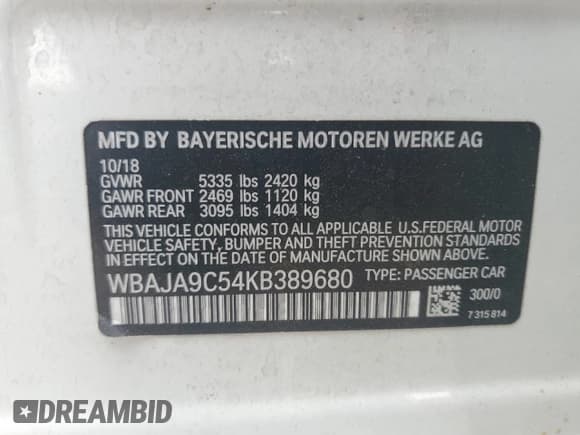 MFD BY BAYERISCHE MOTOREN WERKE AG
10/18
GVWR 5335 lbs 2420 kg
GAWR FRONT 2469 lbs 1120 kg
GAWR REAR 3095 lbs 1404 kg
THIS VEHICLE CONFORMS TO ALL APPLICABLE U.S.FEDERAL MOTOR
VEHICLE SAFETY, BUMPER AND THEFT PREVENTION STANDARDS
IN EFFECT ON THE DATE OF MANUFACTURE SHOWN ABOVE.
WBAJA9C54KB389680 TYPE: PASSENGER CAR
300/0
7 315 814
DREAMBID